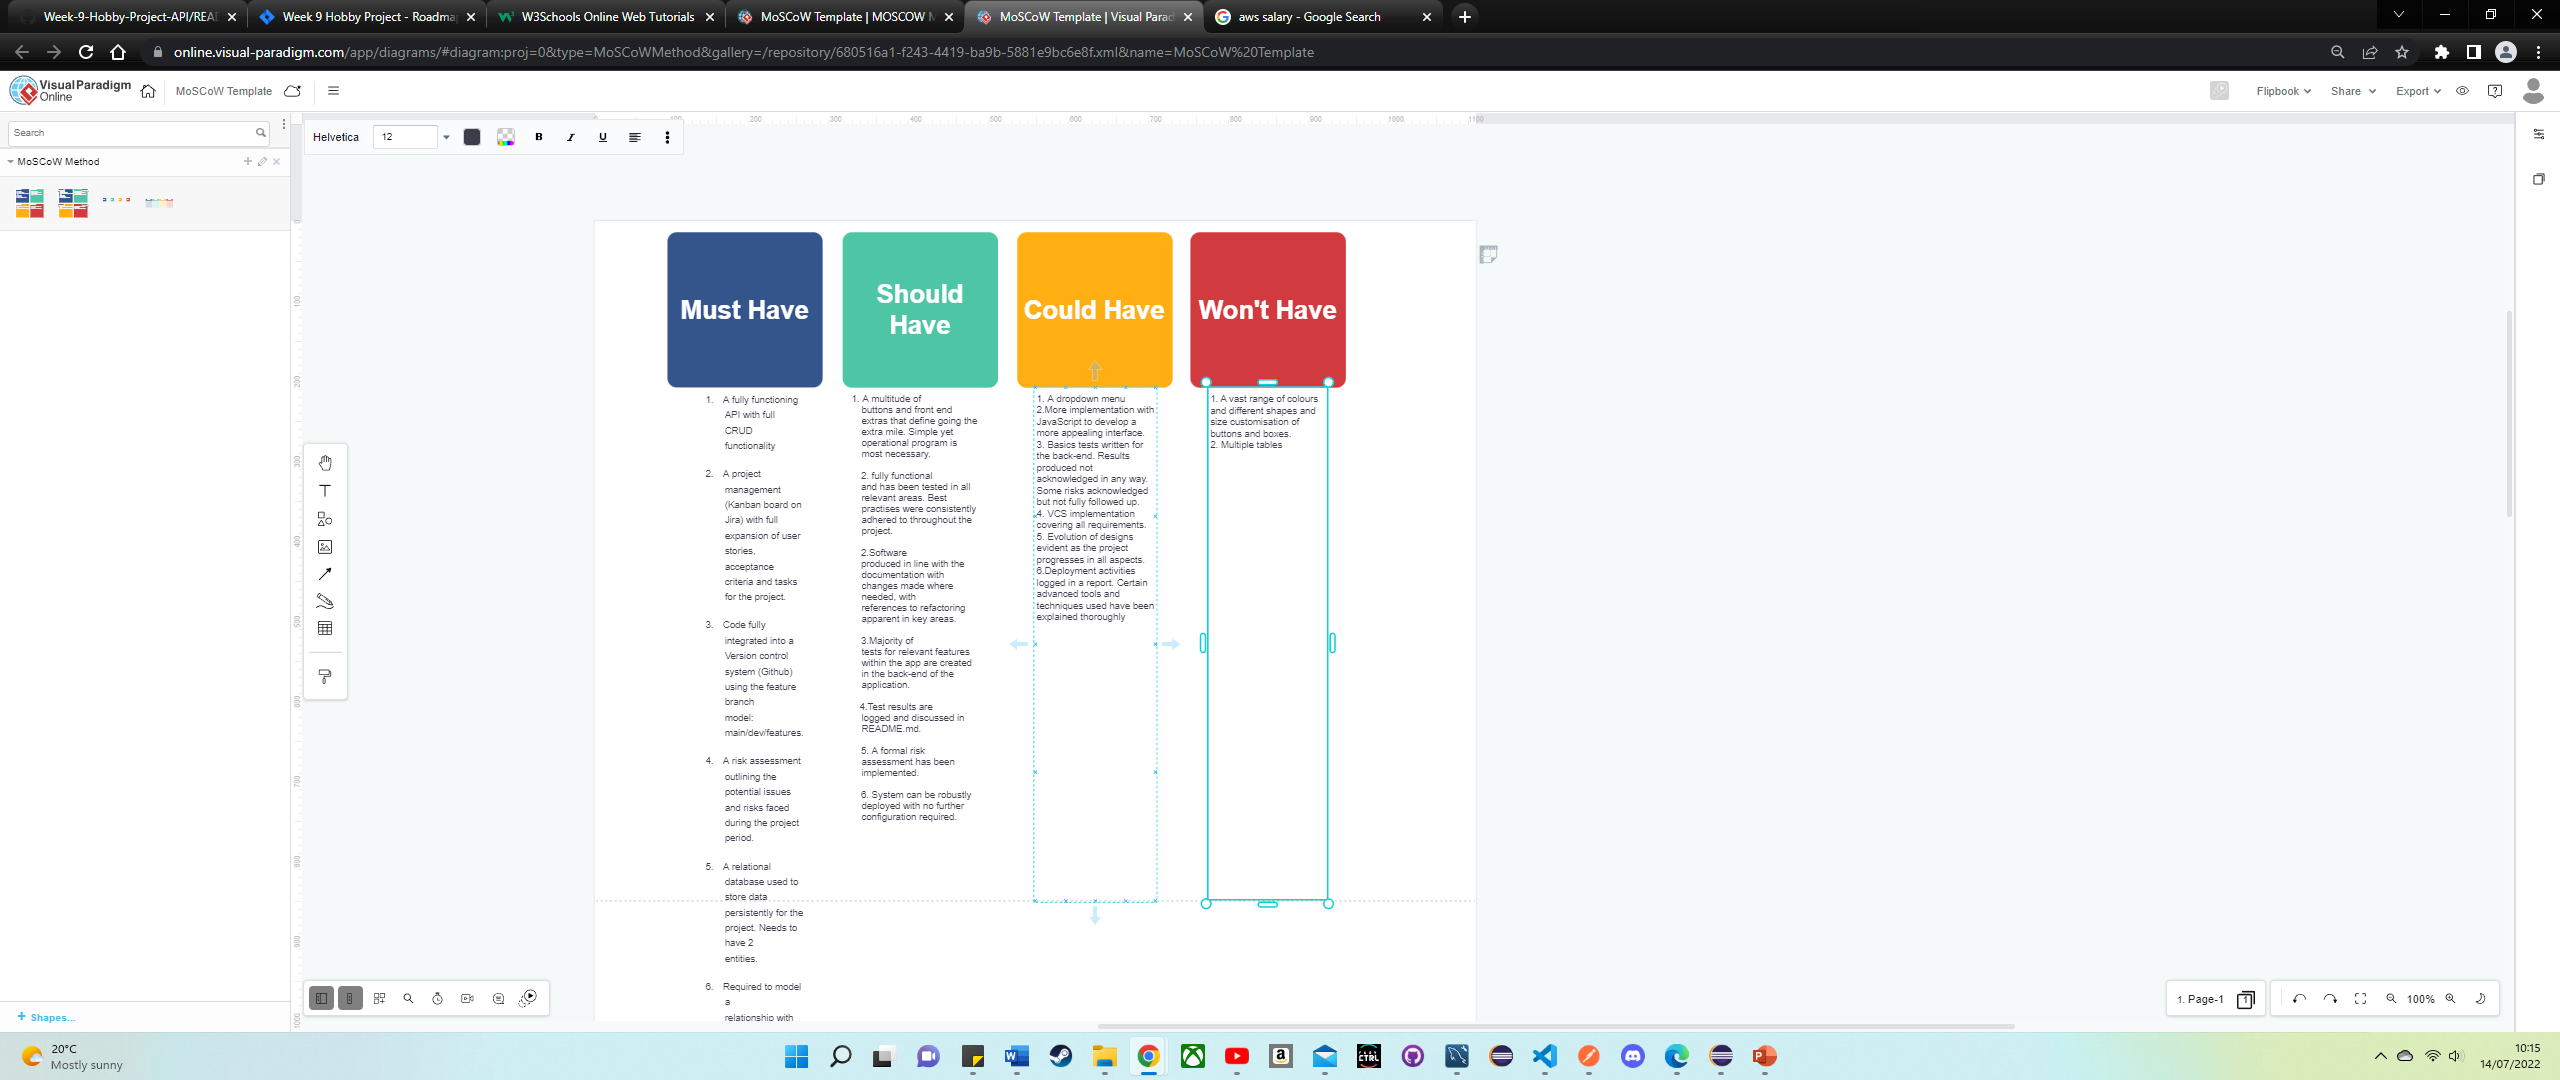 Week-9-Hobby-Project-API/REA
Week 9 Hobby Project - Roadma
W3Schools Online Web Tutorials
MoSCoW Template | MOSCOW M
MoSCoW Template | Visual Parad
aws salary - Google Search
online.visual-paradigm.com/app/diagrams/#diagram:proj=0&type=MoSCoWMethod&gallery=/repository/680516a1-f243-4419-ba9b-5881e9bc6e8f.xml&name=MoSCoW%20Template
Visual Paradigm
Online
MoSCoW Template
Flipbook
Share
Export
Search
MoSCoW Method
Helvetica
12
B
I
U
Must Have
Should
Have
Could Have
Won't Have
1. A fully functioning
API with full
CRUD
functionality
2. A project
management
(Kanban board on
Jira) with full
expansion of user
stories,
acceptance
criteria and tasks
for the project.
3. Code fully
integrated into a
Version control
system (Github)
using the feature
branch
model:
main/dev/features.
4. A risk assessment
outlining the
potential issues
and risks faced
during the project
period.
5. A relational
database used to
store data
persistently for the
project. Needs to
have 2
entities.
6. Required to model
a
relationship with
1. A multitude of
buttons and front end
extras that define going the
extra mile. Simple yet
operational program is
most necessary.
2. fully functional
and has been tested in all
relevant areas. Best
practises were consistently
adhered to throughout the
project.
2.Software
produced in line with the
documentation with
changes made where
needed, with
references to refactoring
apparent in key areas.
3.Majority of
tests for relevant features
within the app are created
in the back-end of the
application.
4.Test results are
logged and discussed in
README.md.
5. A formal risk
assessment has been
implemented.
6. System can be robustly
deployed with no further
configuration required.
1. A dropdown menu
2.More implementation with
JavaScript to develop a
more appealing interface.
3. Basics tests written for
the back-end. Results
produced not
acknowledged in any way.
Some risks acknowledged
but not fully followed up.
4. VCS implementation
covering all requirements.
5. Evolution of designs
evident as the project
progresses in all aspects.
6.Deployment activities
logged in a report. Certain
advanced tools and
techniques used have been
explained thoroughly
1. A vast range of colours
and different shapes and
size customisation of
buttons and boxes.
2. Multiple tables
Shapes...
1. Page-1
100%
20°C
Mostly sunny
10:15
14/07/2022